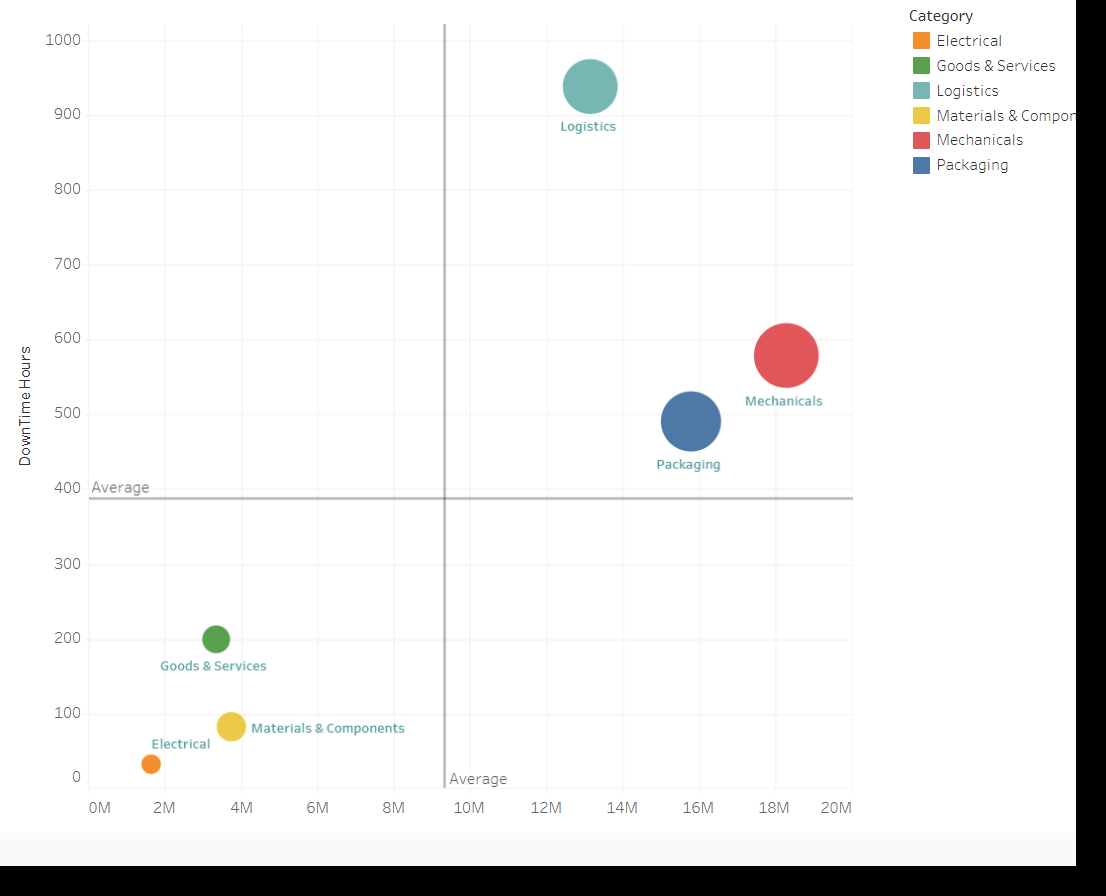 Category
Electrical
Goods & Services
Logistics
Materials & Compon
Mechanicals
Packaging
DownTime Hours
1000
900
800
700
600
500
400
300
200
100
0
Logistics
Mechanicals
Packaging
Average
Goods & Services
Materials & Components
Electrical
Average
0M 2M 4M 6M 8M 10M 12M 14M 16M 18M 20M